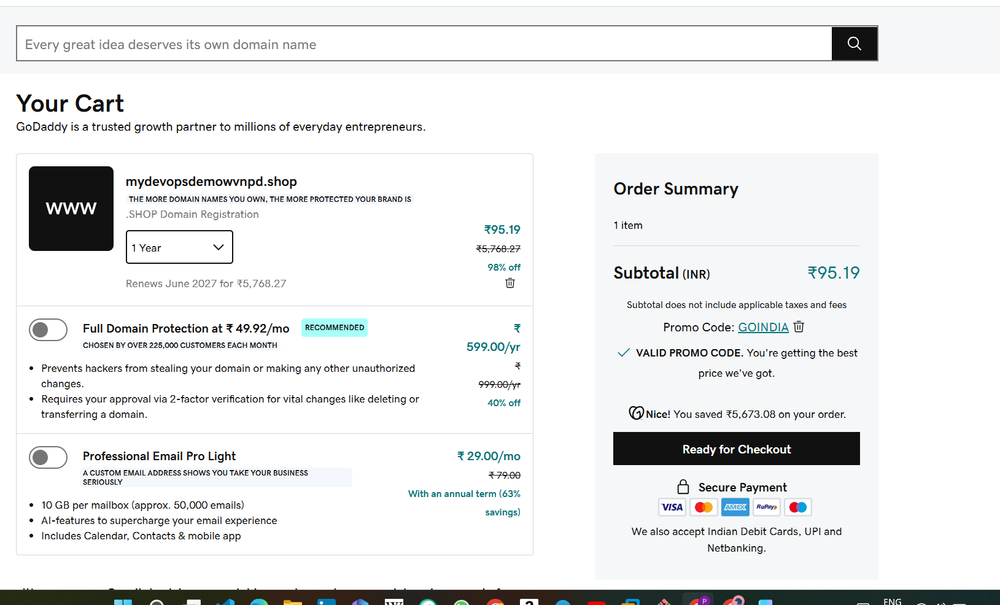 Every great idea deserves its own domain name
Your Cart
GoDaddy is a trusted growth partner to millions of everyday entrepreneurs.
www
mydevopsdemowvnpd.shop
THE MORE DOMAIN NAMES YOU OWN, THE MORE PROTECTED YOUR BRAND IS
.SHOP Domain Registration
1 Year
Renews June 2027 for ₹5,768.27
₹95.19
₹5,768.27
98% off
Full Domain Protection at ₹ 49.92/mo
RECOMMENDED
CHOSEN BY OVER 225,000 CUSTOMERS EACH MONTH
• Prevents hackers from stealing your domain or making any other unauthorized
changes.
• Requires your approval via 2-factor verification for vital changes like deleting or
transferring a domain.
₹
599.00/yr
₹
999.00/yr
40% off
Professional Email Pro Light
A CUSTOM EMAIL ADDRESS SHOWS YOU TAKE YOUR BUSINESS
SERIOUSLY
• 10 GB per mailbox (approx. 50,000 emails)
• AI-features to supercharge your email experience
• Includes Calendar, Contacts & mobile app
₹ 29.00/mo
₹ 79.00
With an annual term (63%
savings)
Order Summary
1 item
Subtotal (INR) ₹95.19
Subtotal does not include applicable taxes and fees
Promo Code: GOINDIA
VALID PROMO CODE. You're getting the best
price we've got.
Nice! You saved ₹5,673.08 on your order.
Ready for Checkout
Secure Payment
VISA
AMEX
RuPay
We also accept Indian Debit Cards, UPI and
Netbanking.
ENG